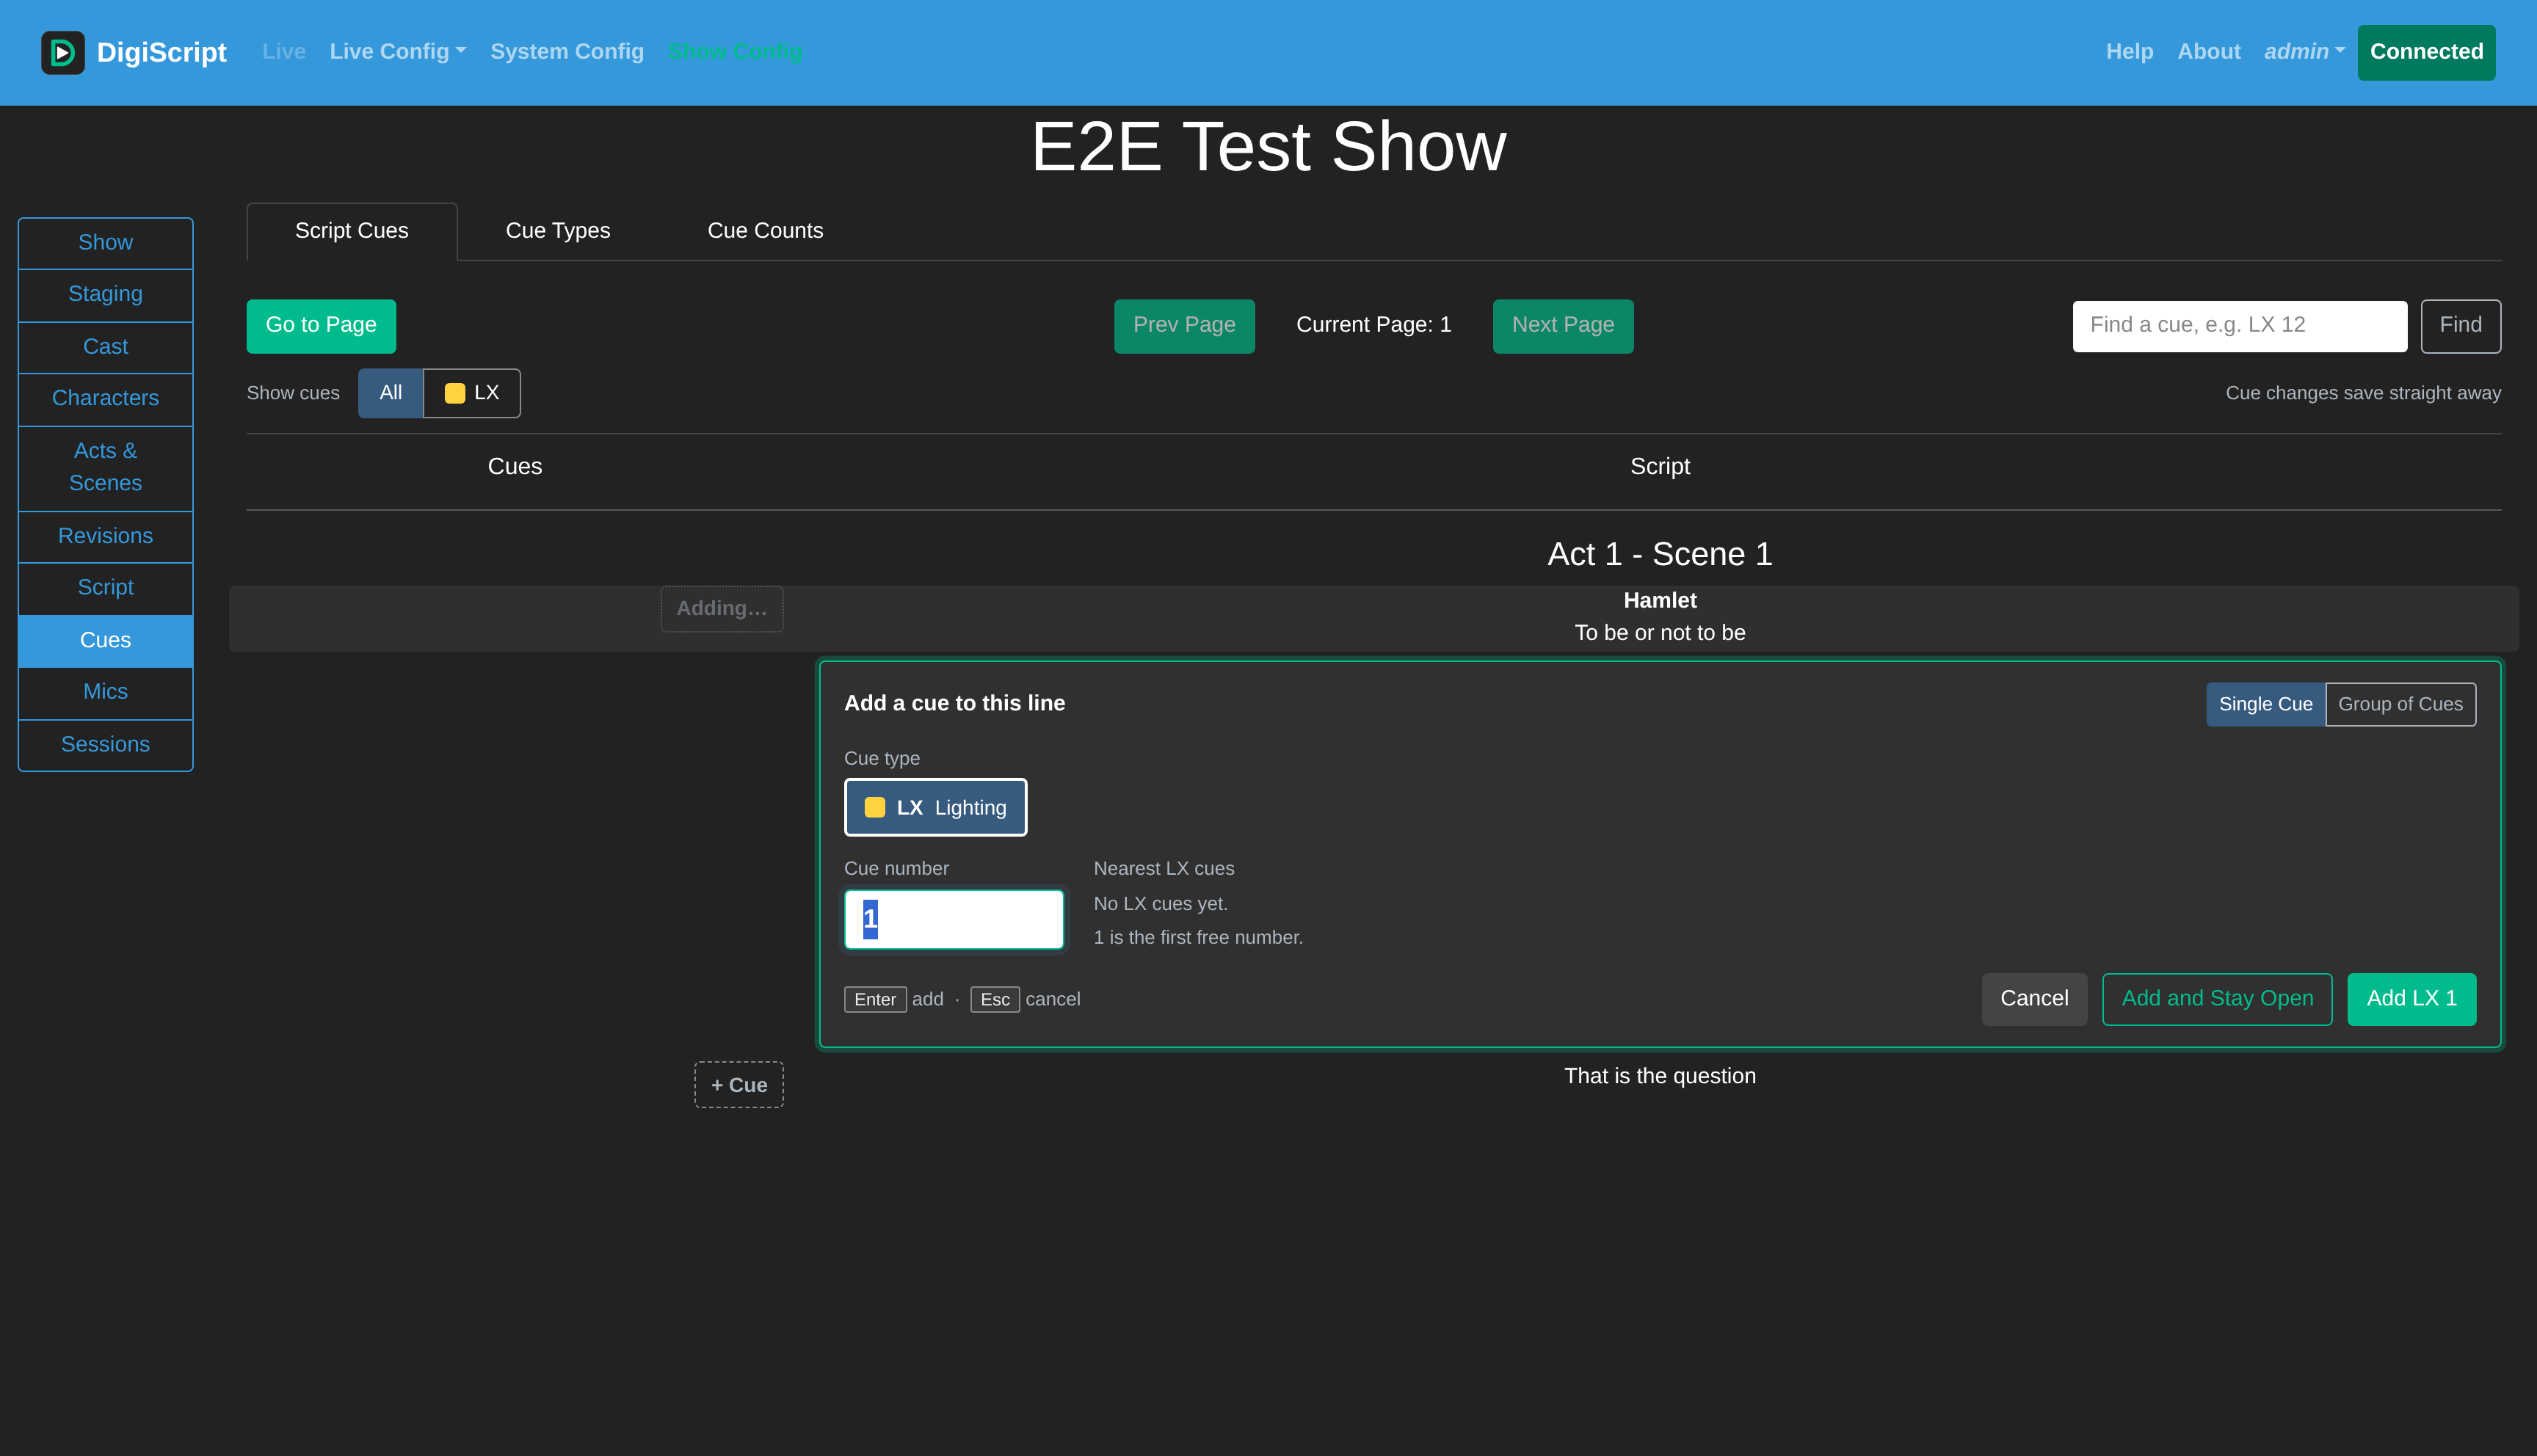 DigiScript Live Live Config System Config Show Config Help About admin Connected
E2E Test Show
Show
Staging
Cast
Characters
Acts &
Scenes
Revisions
Script
Cues
Mics
Sessions
Script Cues Cue Types Cue Counts
Go to Page Prev Page Current Page: 1 Next Page Find a cue, e.g. LX 12 Find
Show cues All LX Cue changes save straight away
Cues Script
Act 1 - Scene 1
Adding… Hamlet
To be or not to be
Add a cue to this line Single Cue Group of Cues
Cue type
LX Lighting
Cue number Nearest LX cues
1 No LX cues yet.
1 is the first free number.
Enter add · Esc cancel Cancel Add and Stay Open Add LX 1
+ Cue That is the question